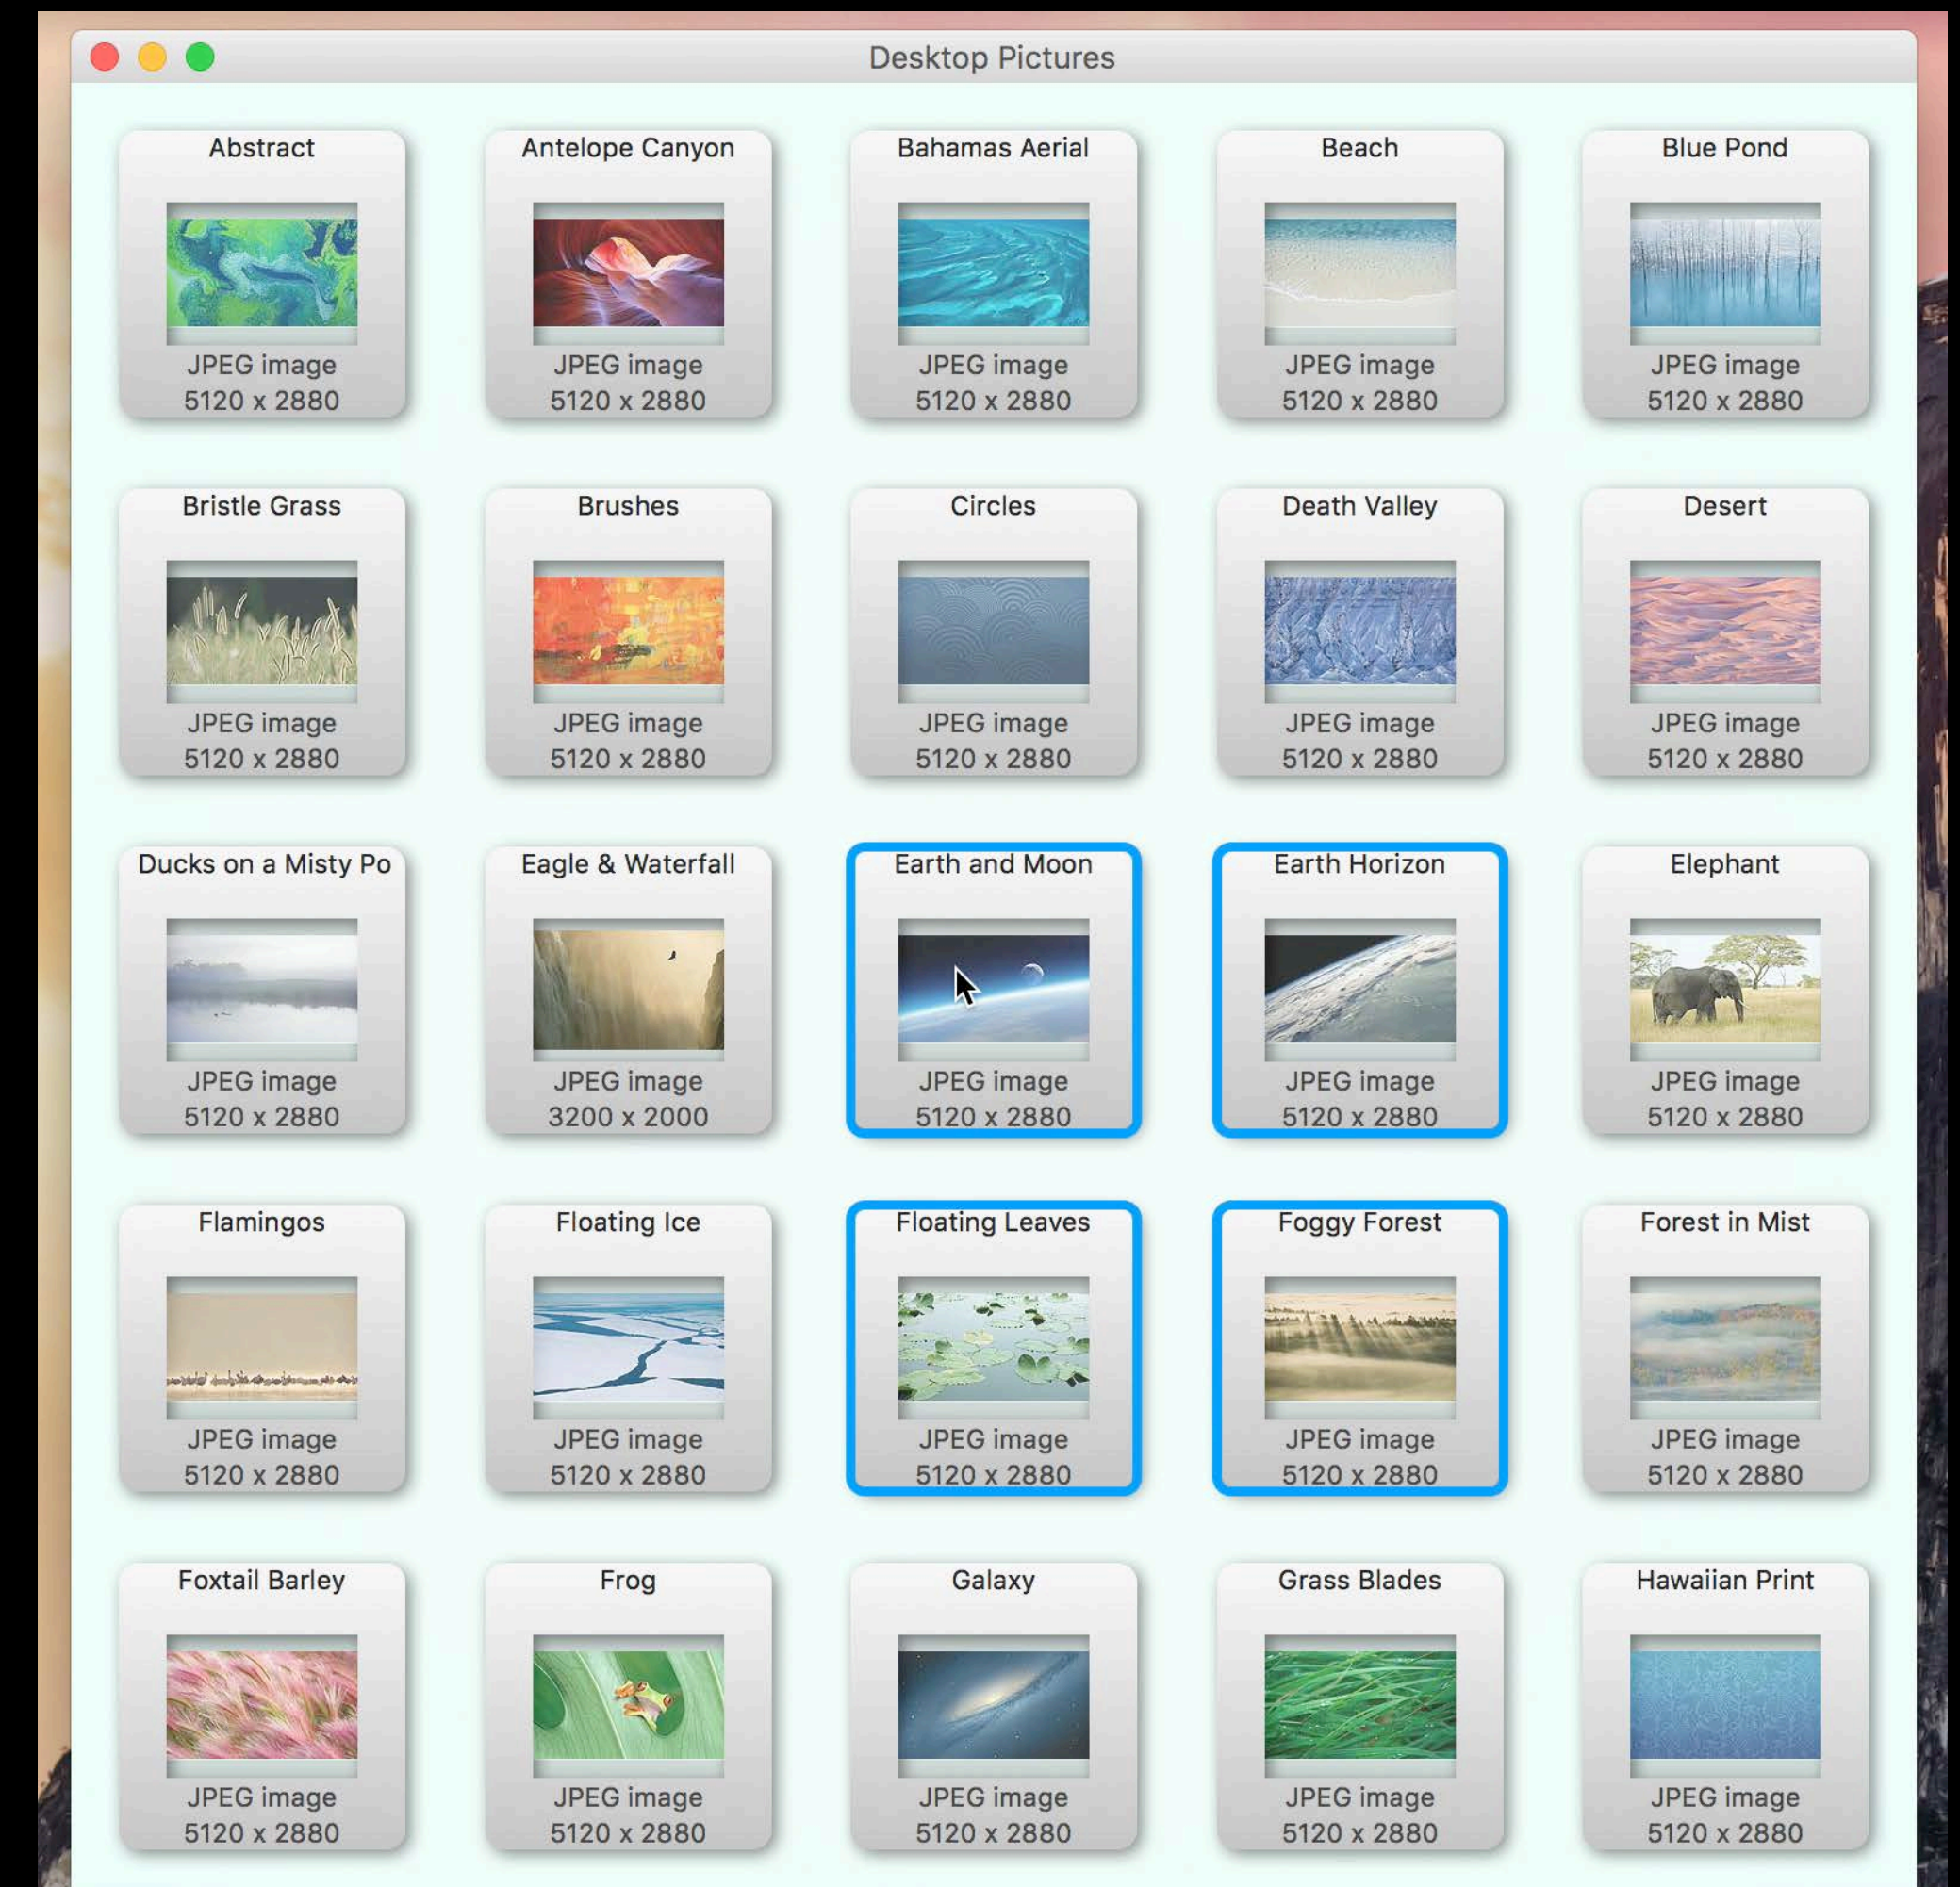 Desktop Pictures
Abstract
JPEG image
5120 x 2880
Antelope Canyon
JPEG image
5120 x 2880
Bahamas Aerial
JPEG image
5120 x 2880
Beach
JPEG image
5120 x 2880
Blue Pond
JPEG image
5120 x 2880
Bristle Grass
JPEG image
5120 x 2880
Brushes
JPEG image
5120 x 2880
Circles
JPEG image
5120 x 2880
Death Valley
JPEG image
5120 x 2880
Desert
JPEG image
5120 x 2880
Ducks on a Misty Po
JPEG image
5120 x 2880
Eagle & Waterfall
JPEG image
3200 x 2000
Earth and Moon
JPEG image
5120 x 2880
Earth Horizon
JPEG image
5120 x 2880
Elephant
JPEG image
5120 x 2880
Flamingos
JPEG image
5120 x 2880
Floating Ice
JPEG image
5120 x 2880
Floating Leaves
JPEG image
5120 x 2880
Foggy Forest
JPEG image
5120 x 2880
Forest in Mist
JPEG image
5120 x 2880
Foxtail Barley
JPEG image
5120 x 2880
Frog
JPEG image
5120 x 2880
Galaxy
JPEG image
5120 x 2880
Grass Blades
JPEG image
5120 x 2880
Hawaiian Print
JPEG image
5120 x 2880